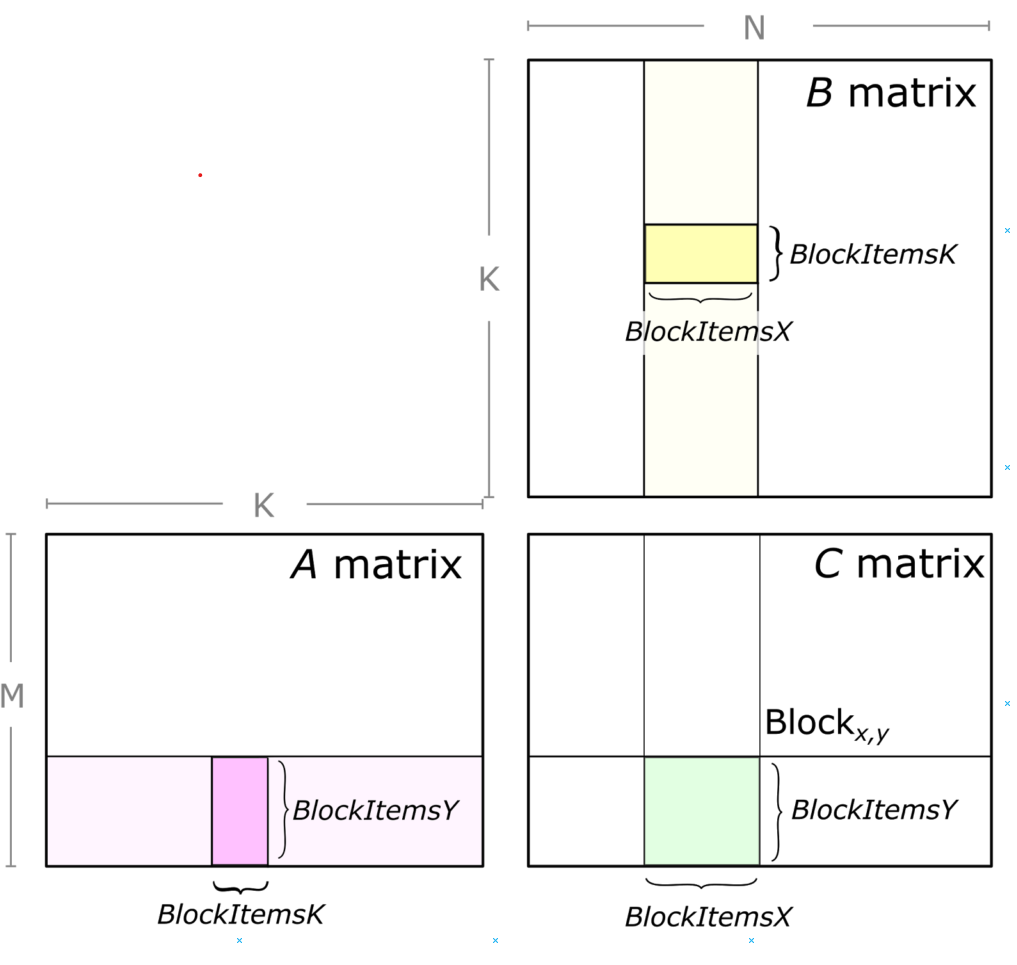 N
B matrix
K
BlockItemsK
BlockItemsX
K
A matrix
C matrix
M
Block x,y
BlockItemsY
BlockItemsY
BlockItemsK
BlockItemsX